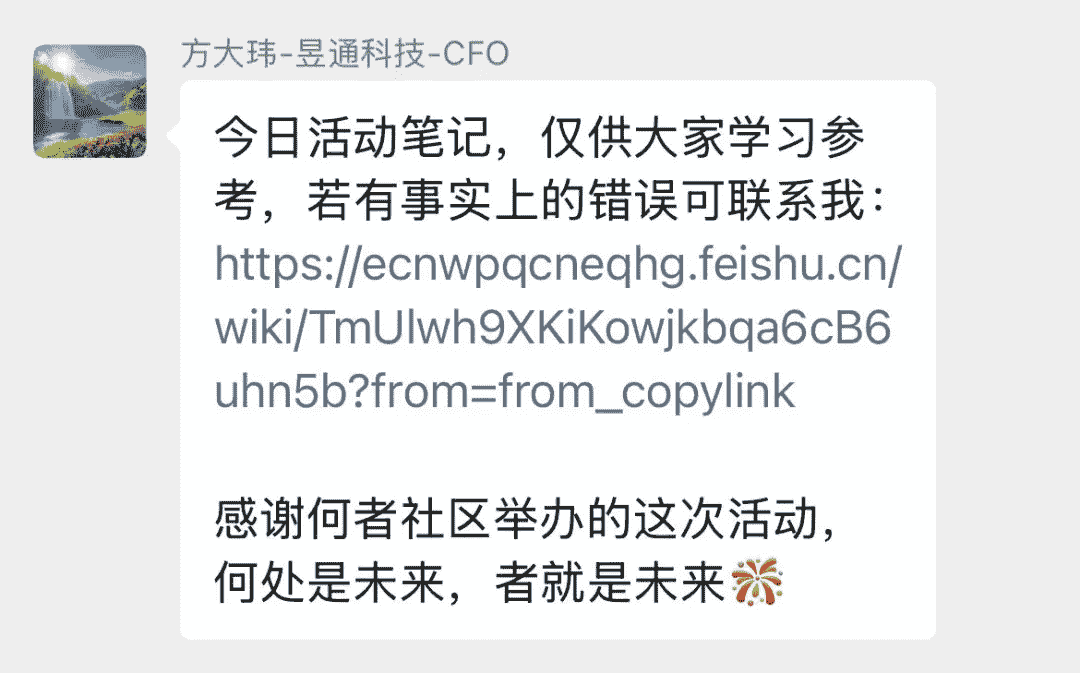 方大玮-昱通科技-CFO
今日活动笔记，仅供大家学习参
考，若有事实上的错误可联系我：
https://ecnwpqcneqhg.feishu.cn/
wiki/TmUlwh9XKiKowjkbqa6cB6
uhn5b?from=from_copylink
感谢何者社区举办的这次活动，
何处是未来，者就是未来🎆